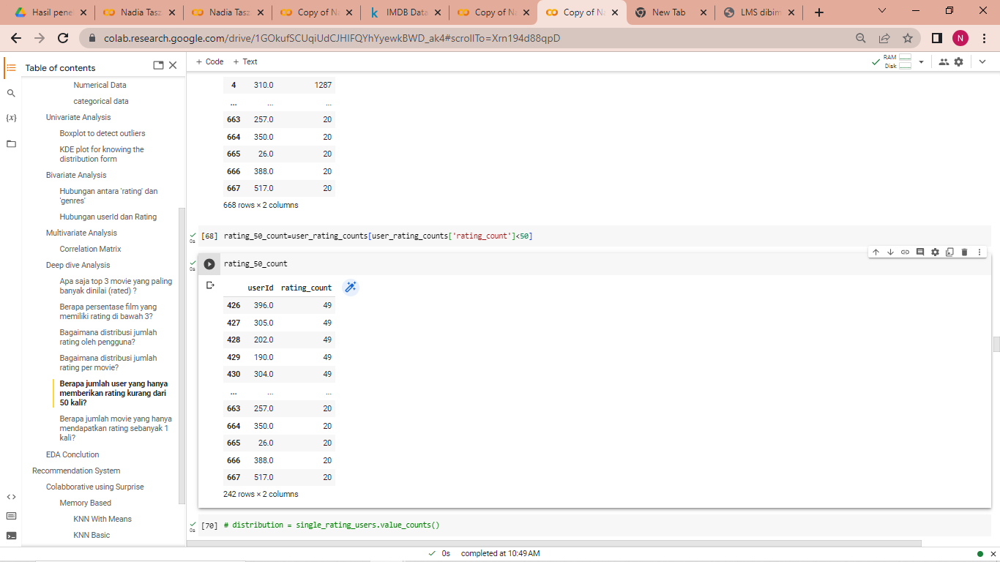 Hasil pene
Nadia Tasz
Nadia Tasz
Copy of Na
IMDB Data
Copy of Na
Copy of Na
New Tab
LMS dibim
colab.research.google.com/drive/1GOkufSCUqiUdCJHIFQYhYyewkBWD_ak4#scrollTo=Xrn194d88qpD
N
Table of contents
Numerical Data
categorical data
Univariate Analysis
Boxplot to detect outliers
KDE plot for knowing the
distribution form
Bivariate Analysis
Hubungan antara 'rating' dan
'genres'
Hubungan userId dan Rating
Multivariate Analysis
Correlation Matrix
Deep dive Analysis
Apa saja top 3 movie yang paling
banyak dinilai (rated) ?
Berapa persentase film yang
memiliki rating di bawah 3?
Bagaimana distribusi jumlah
rating oleh pengguna?
Bagaimana distribusi jumlah
rating per movie?
Berapa jumlah user yang hanya
memberikan rating kurang dari
50 kali?
Berapa jumlah movie yang hanya
mendapatkan rating sebanyak 1
kali?
EDA Conclution
Recommendation System
Colabborative using Surprise
Memory Based
KNN With Means
KNN Basic
{x}
+ Code + Text
RAM
Disk
4 310.0 1287
... ... ...
663 257.0 20
664 350.0 20
665 26.0 20
666 388.0 20
667 517.0 20
668 rows × 2 columns
0s
[68] rating_50_count=user_rating_counts[user_rating_counts['rating_count']<50]
0s
rating_50_count
userId rating_count
426 396.0 49
427 305.0 49
428 202.0 49
429 190.0 49
430 304.0 49
... ... ...
663 257.0 20
664 350.0 20
665 26.0 20
666 388.0 20
667 517.0 20
242 rows × 2 columns
0s
[70] # distribution = single_rating_users.value_counts()
0s completed at 10:49 AM